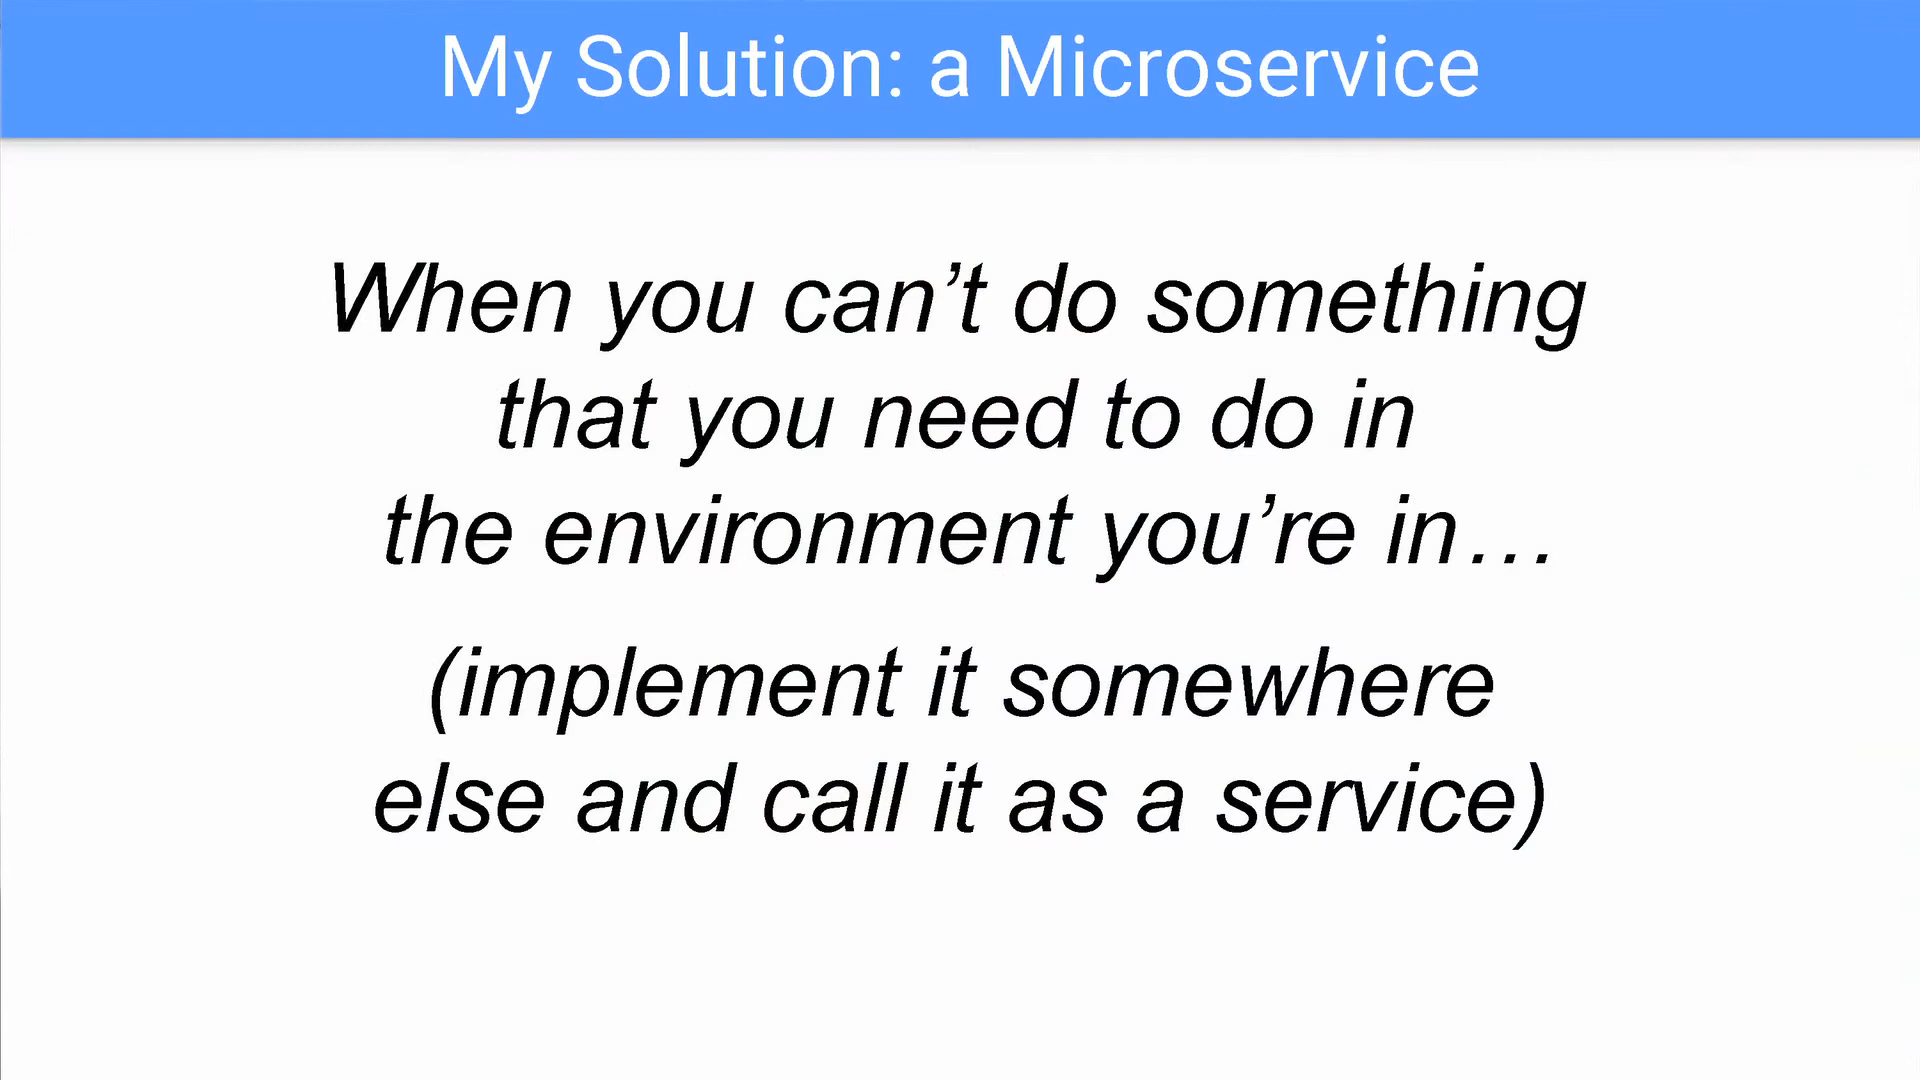 My Solution: a Microservice
When you can’t do something
that you need to do in
the environment you’re in…
(implement it somewhere
else and call it as a service)